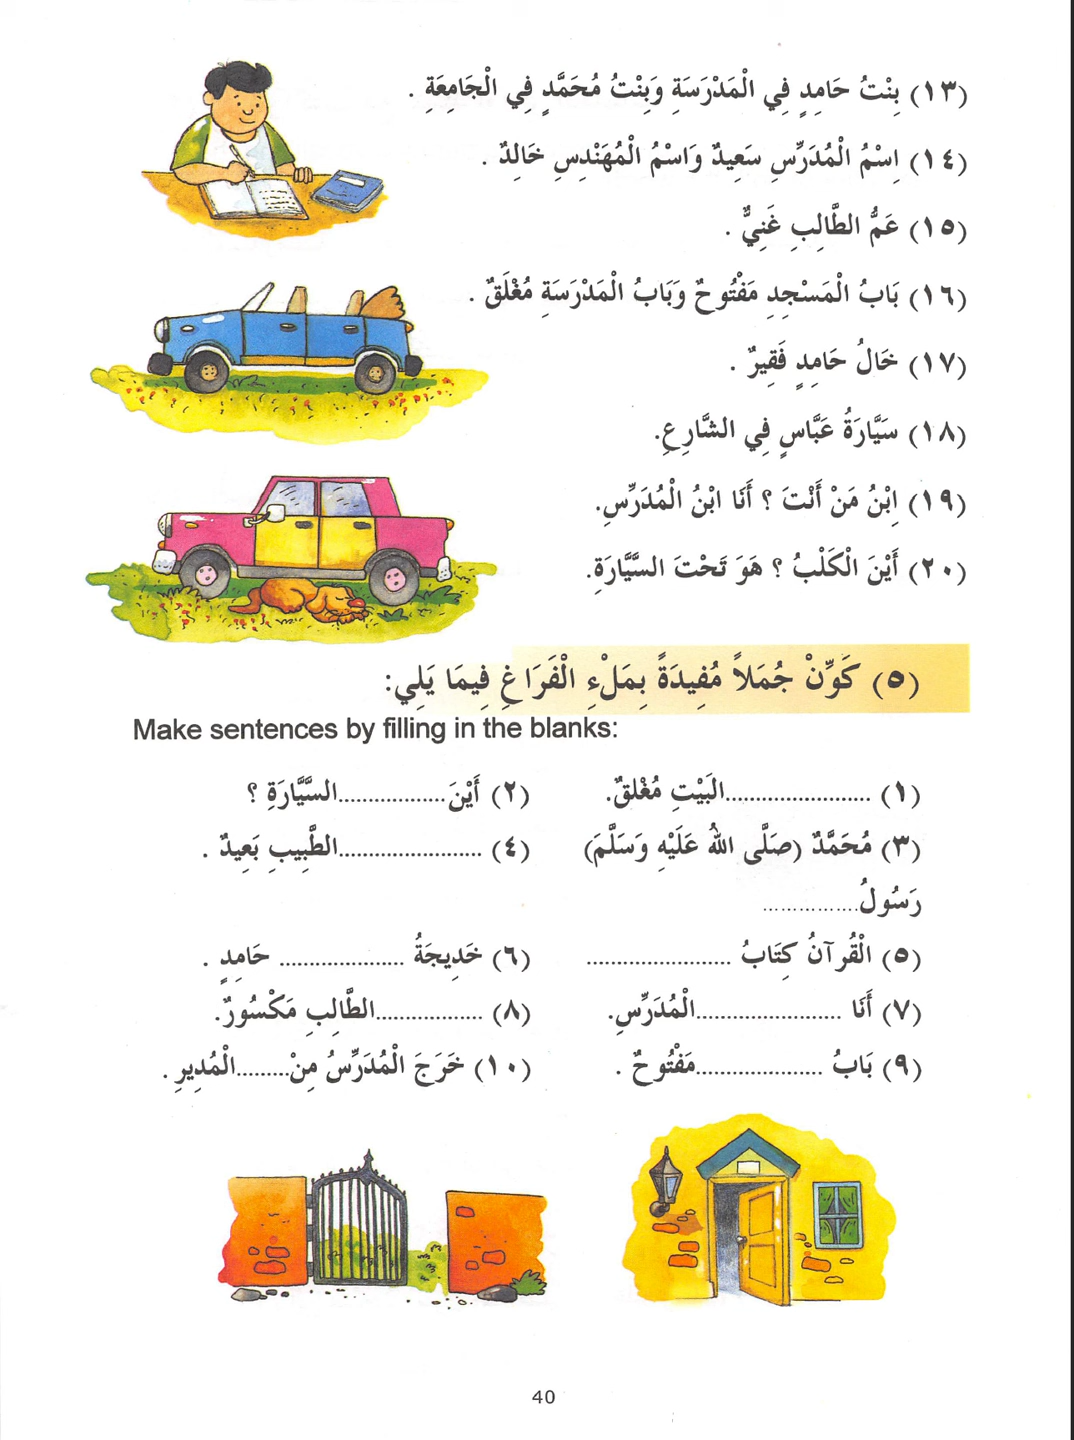 (١٣) بِنْتُ حَامِدٍ فِي الْمَدْرَسَةِ وَبِنْتُ مُحَمَّدٍ فِي الْجَامِعَةِ .
(١٤) اِسْمُ الْمُدَرِّسِ سَعِيدٌ وَاسْمُ الْمُهَنْدِسِ خَالِدٌ .
(١٥) عَمُّ الطَّالِبِ غَنِيٌّ .
(١٦) بَابُ الْمَسْجِدِ مَفْتُوحٌ وَبَابُ الْمَدْرَسَةِ مُغْلَقٌ .
(١٧) خَالُ حَامِدٍ فَقِيرٌ .
(١٨) سَيَّارَةُ عَبَّاسٍ فِي الشَّارِعِ.
(١٩) اِبْنُ مَنْ أَنْتَ ؟ أَنَا ابْنُ الْمُدَرِّسِ.
(٢٠) أَيْنَ الْكَلْبُ ؟ هَوَ تَحْتَ السَّيَّارَةِ.
(٥) كَوِّنْ جُمَلاً مُفِيدَةً بِمَلْءِ الْفَرَاغِ فِيمَا يَلِي:
Make sentences by filling in the blanks:
(١) ........................البَيْتِ مُغْلقٌ. (٢) أَيْنَ..................السَّيَّارَةِ ؟
(٣) مُحَمَّدٌ (صَلَّى اللهُ عَلَيْهِ وَسَلَّمَ) (٤) ........................الطَّبِيبِ بَعِيدٌ .
رَسُولُ................
(٥) الْقُرآنُ كِتَابُ ........................ (٦) خَدِيجَةُ ..................... حَامِدٍ .
(٧) أَنَا ........................الْمُدَرِّسِ. (٨) ..................الطَّالِبِ مَكْسُورٌ.
(٩) بَابُ .....................مَفْتُوحٌ . (١٠) خَرَجَ الْمُدَرِّسُ مِنْ.........الْمُدِيرِ .
40